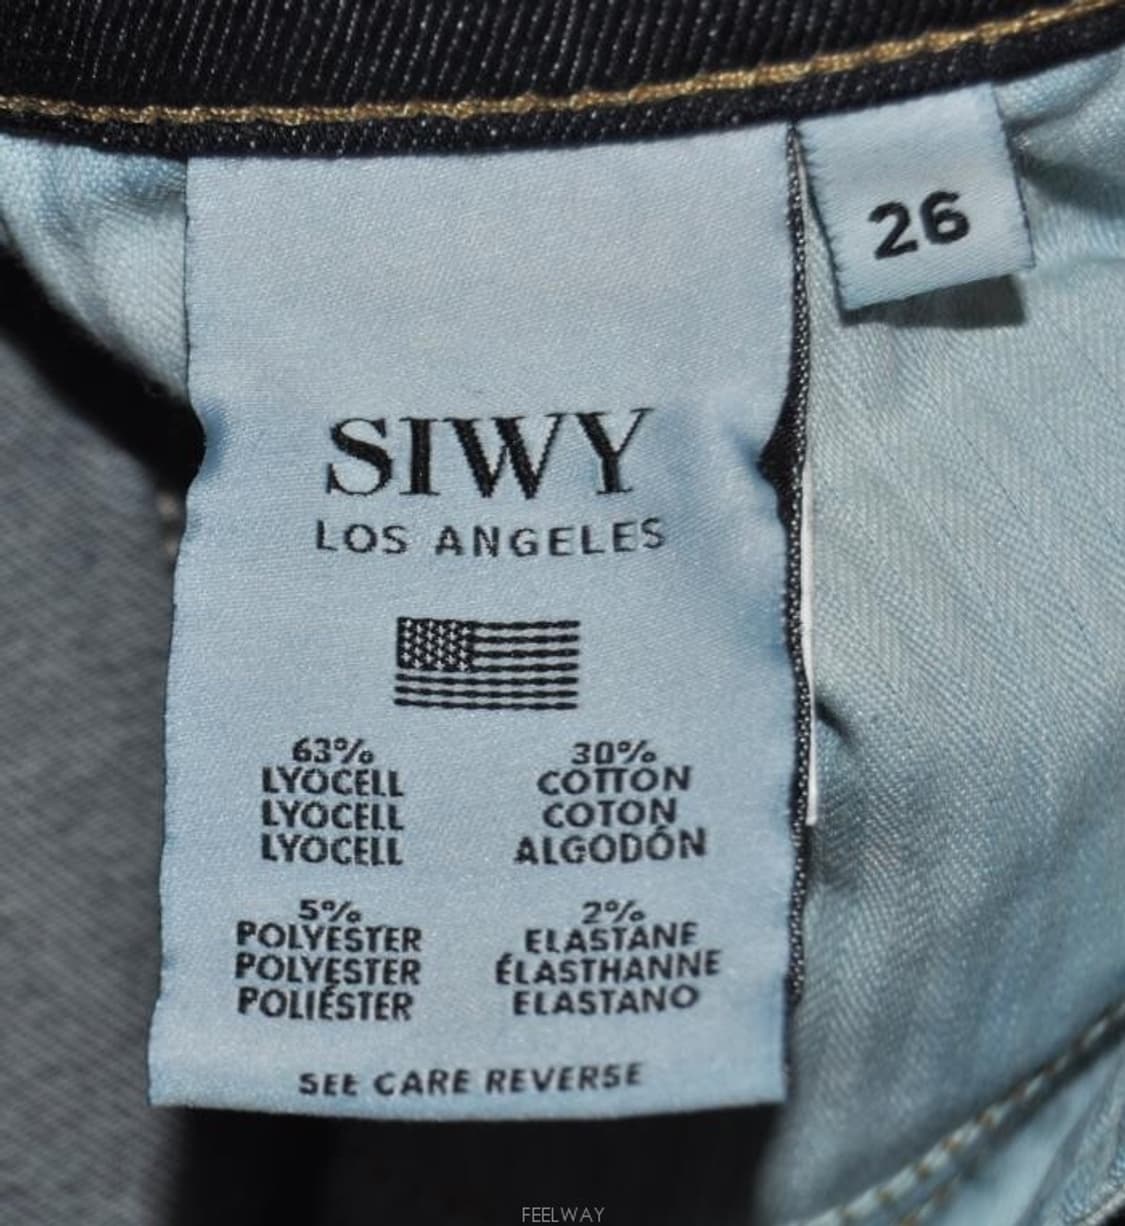 26
SIWY
LOS ANGELES
63%
LYOCELL
LYOCELL
LYOCELL
30%
COTTON
COTON
ALGODÓN
5%
POLYESTER
POLYESTER
POLIÉSTER
2%
ELASTANE
ÉLASTHANNE
ELASTANO
SEE CARE REVERSE
FEELWAY